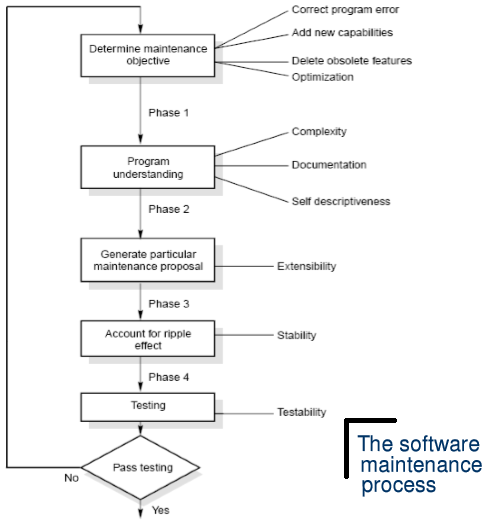 Correct program error
Add new capabilities
Determine maintenance
objective
Delete obsolete features
Optimization
Phase 1
Complexity
Program
understanding
Documentation
Self descriptiveness
Phase 2
Generate particular
maintenance proposal
Extensibility
Phase 3
Account for ripple
effect
Stability
Phase 4
Testing
Testability
Pass testing
No
Yes
The software
maintenance
process